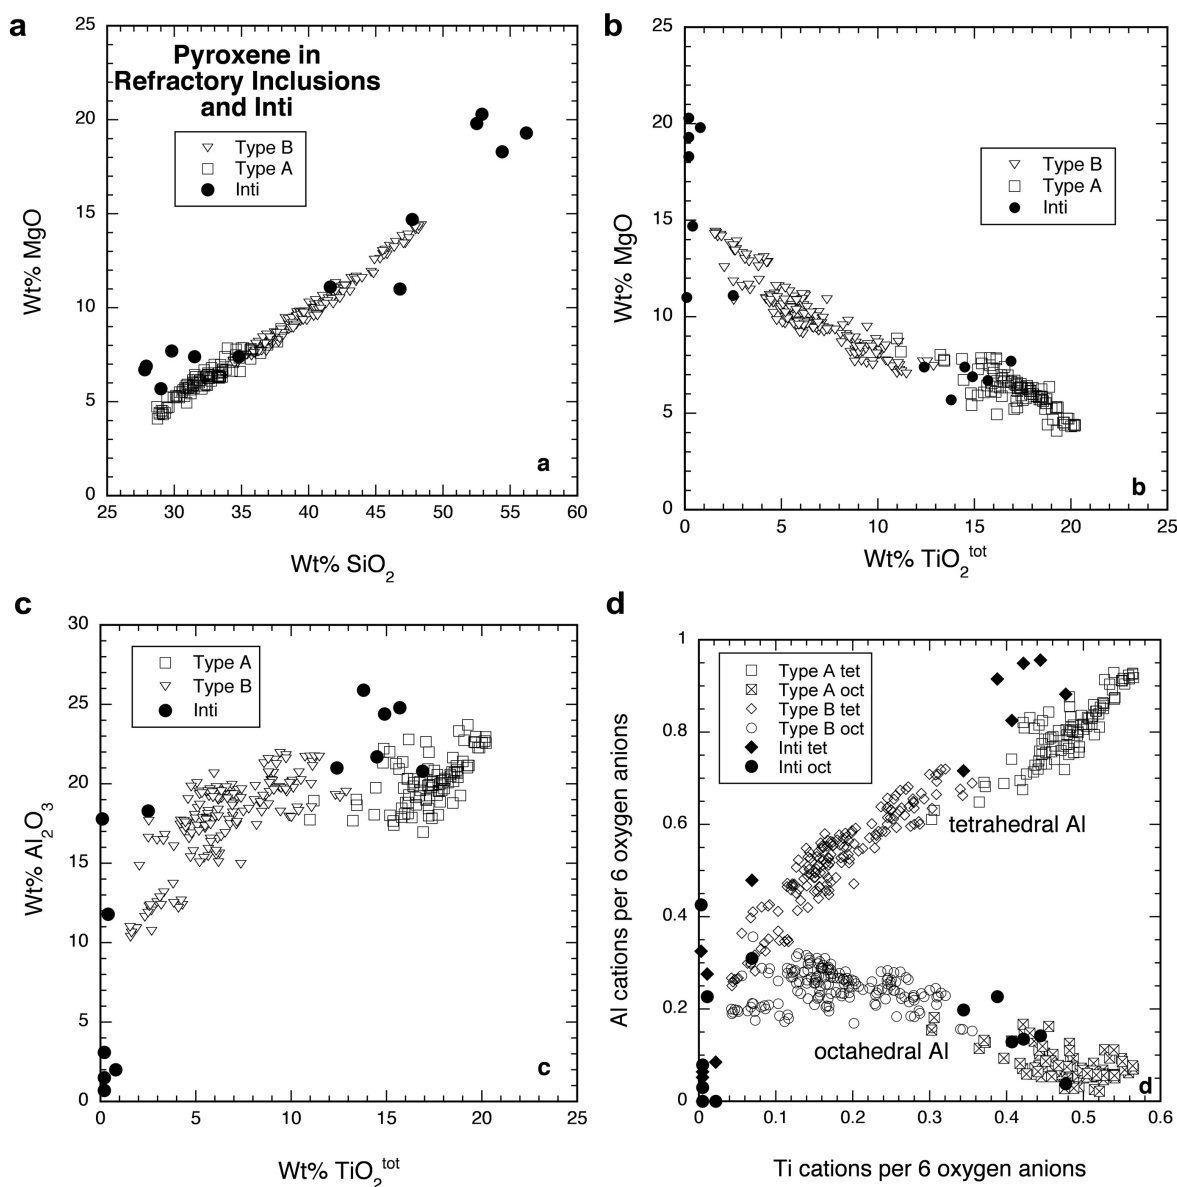 a
25
20
15
10
5
0
25
30
35
40
45
50
55
60
Wt% MgO
Wt% SiO2
Pyroxene in
Refractory Inclusions
and Inti
Type B
Type A
Inti
a
b
25
20
15
10
5
0
0
5
10
15
20
25
Wt% MgO
Wt% TiO2tot
Type B
Type A
Inti
b
c
30
25
20
15
10
5
0
0
5
10
15
20
25
Wt% Al2O3
Wt% TiO2tot
Type A
Type B
Inti
c
d
1
0.8
0.6
0.4
0.2
0
0
0.1
0.2
0.3
0.4
0.5
0.6
Al cations per 6 oxygen anions
Ti cations per 6 oxygen anions
Type A tet
Type A oct
Type B tet
Type B oct
Inti tet
Inti oct
tetrahedral Al
octahedral Al
d